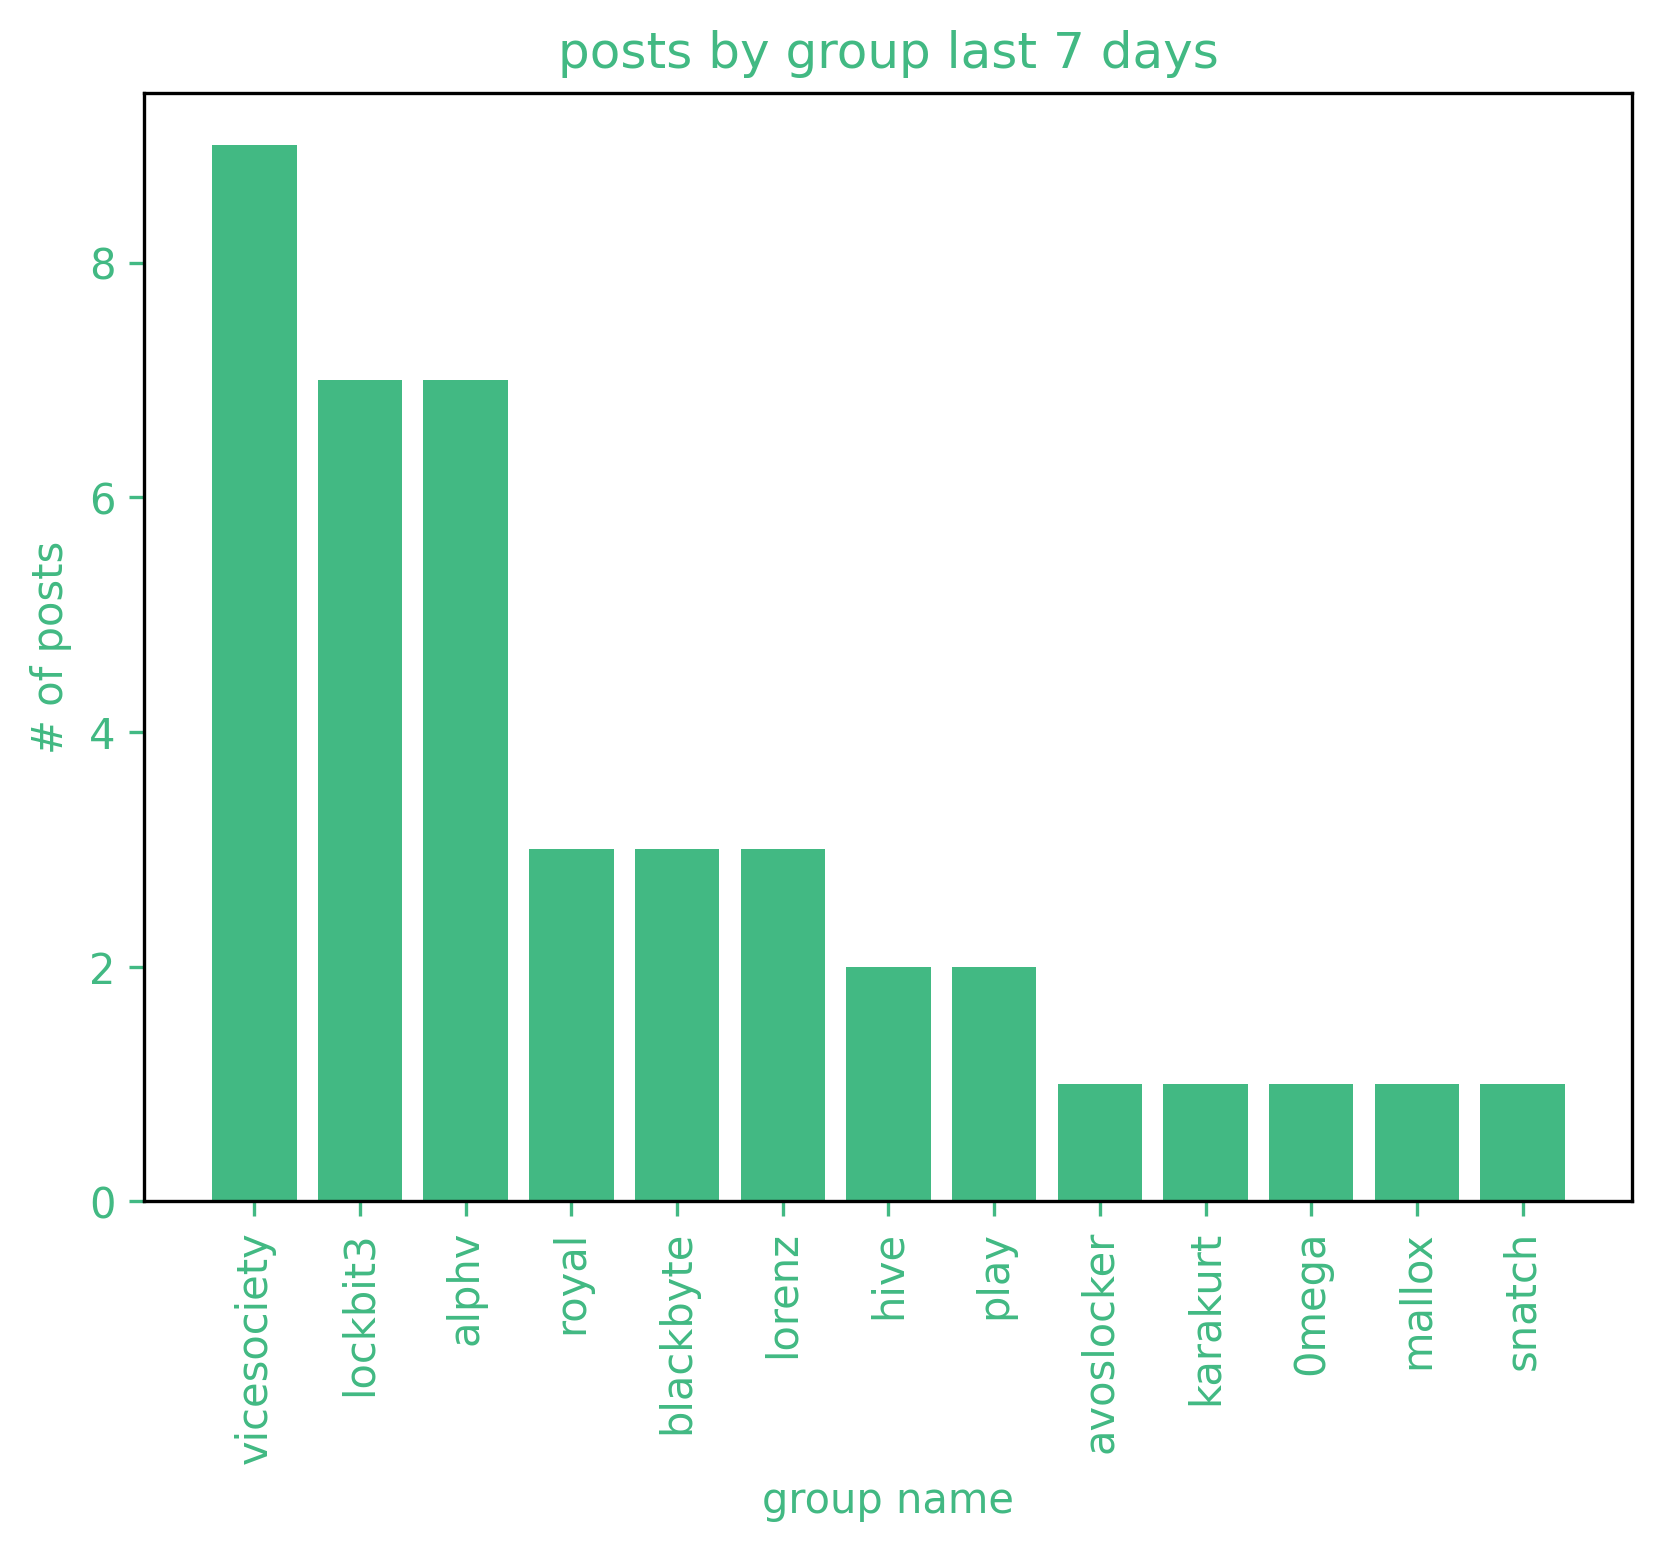 posts by group last 7 days
8
6
4
2
0
# of posts
vicesociety
lockbit3
alphv
royal
blackbyte
lorenz
hive
play
avoslocker
karakurt
0mega
mallox
snatch
group name